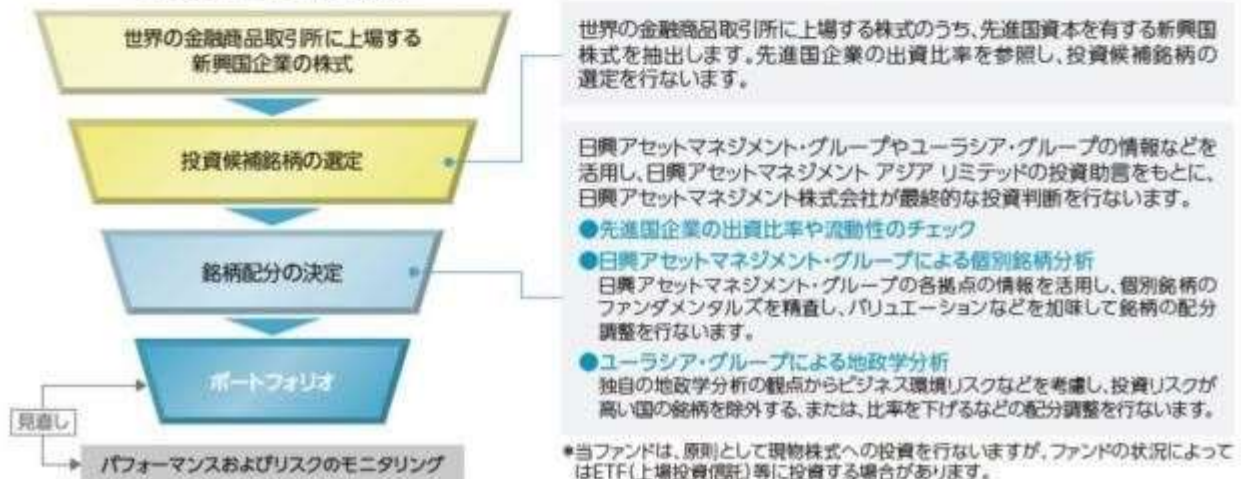 世界の金融商品取引所に上場する
新興国企業の株式
投資候補銘柄の選定
銘柄配分の決定
ポートフォリオ
見直し
パフォーマンスおよびリスクのモニタリング
世界の金融商品取引所に上場する株式のうち、先進国資本を有する新興国
株式を抽出します。先進国企業の出資比率を参照し、投資候補銘柄の
選定を行ないます。
日興アセットマネジメント・グループやユーラシア・グループの情報などを
活用し、日興アセットマネジメント アジア リミテッドの投資助言をもとに、
日興アセットマネジメント株式会社が最終的な投資判断を行ないます。
●先進国企業の出資比率や流動性のチェック
●日興アセットマネジメント・グループによる個別銘柄分析
日興アセットマネジメント・グループの各拠点の情報を活用し、個別銘柄の
ファンダメンタルズを精査し、バリュエーションなどを加味して銘柄の配分
調整を行ないます。
●ユーラシア・グループによる地政学分析
独自の地政学分析の観点からビジネス環境リスクなどを考慮し、投資リスクが
高い国の銘柄を除外する、または、比率を下げるなどの配分調整を行ないます。
*当ファンドは、原則として現物株式への投資を行ないますが、ファンドの状況によって
はETF(上場投資信託)等に投資する場合があります。